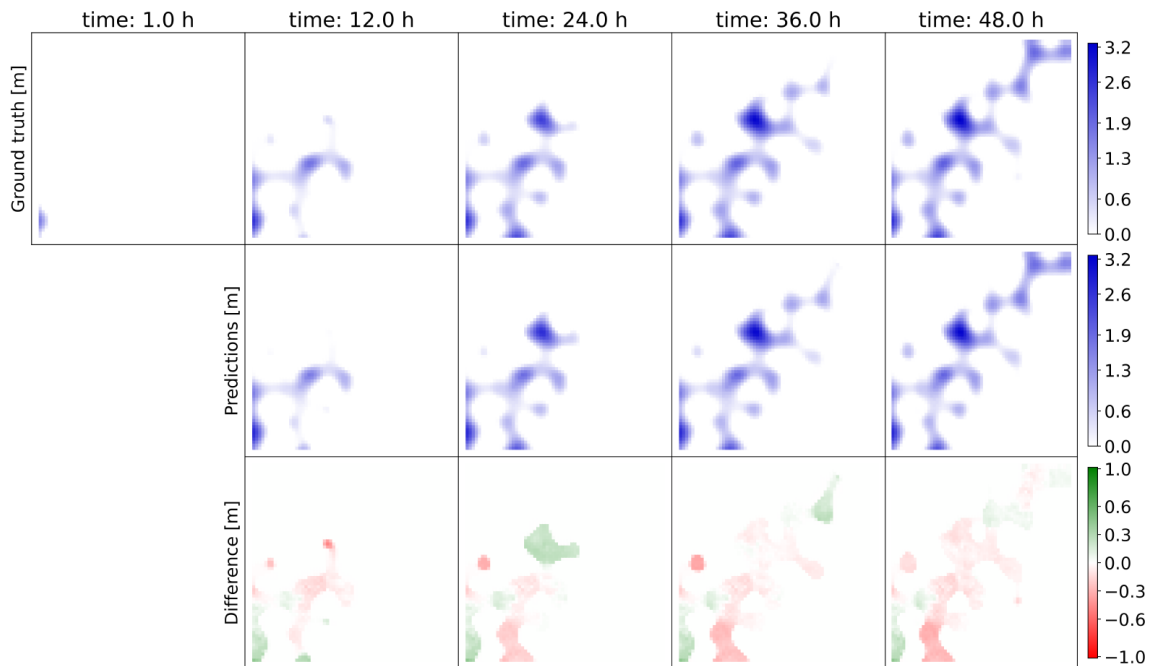 time: 1.0 h
time: 12.0 h
time: 24.0 h
time: 36.0 h
time: 48.0 h
Ground truth [m]
3.2
2.6
1.9
1.3
0.6
0.0
Predictions [m]
3.2
2.6
1.9
1.3
0.6
0.0
Difference [m]
1.0
0.6
0.3
0.0
−0.3
−0.6
−1.0